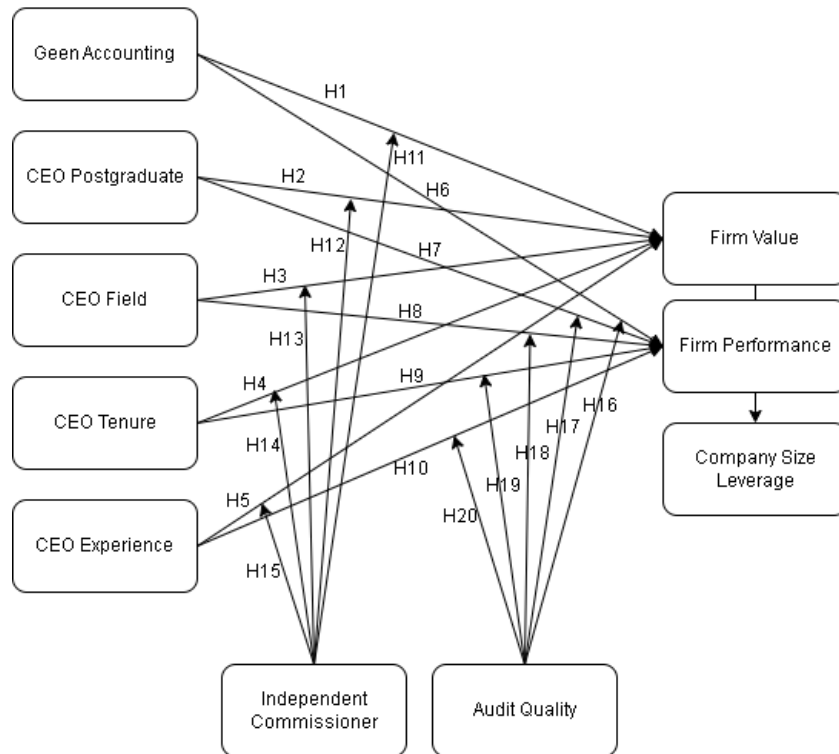 Geen Accounting
H1
H11
CEO Postgraduate
H2
H6
H12
H7
Firm Value
CEO Field
H3
H8
H13
Firm Performance
CEO Tenure
H4
H9
H16
H17
H14
H10
H18
Company Size
Leverage
H5
H19
CEO Experience
H20
H15
Independent
Commissioner
Audit Quality